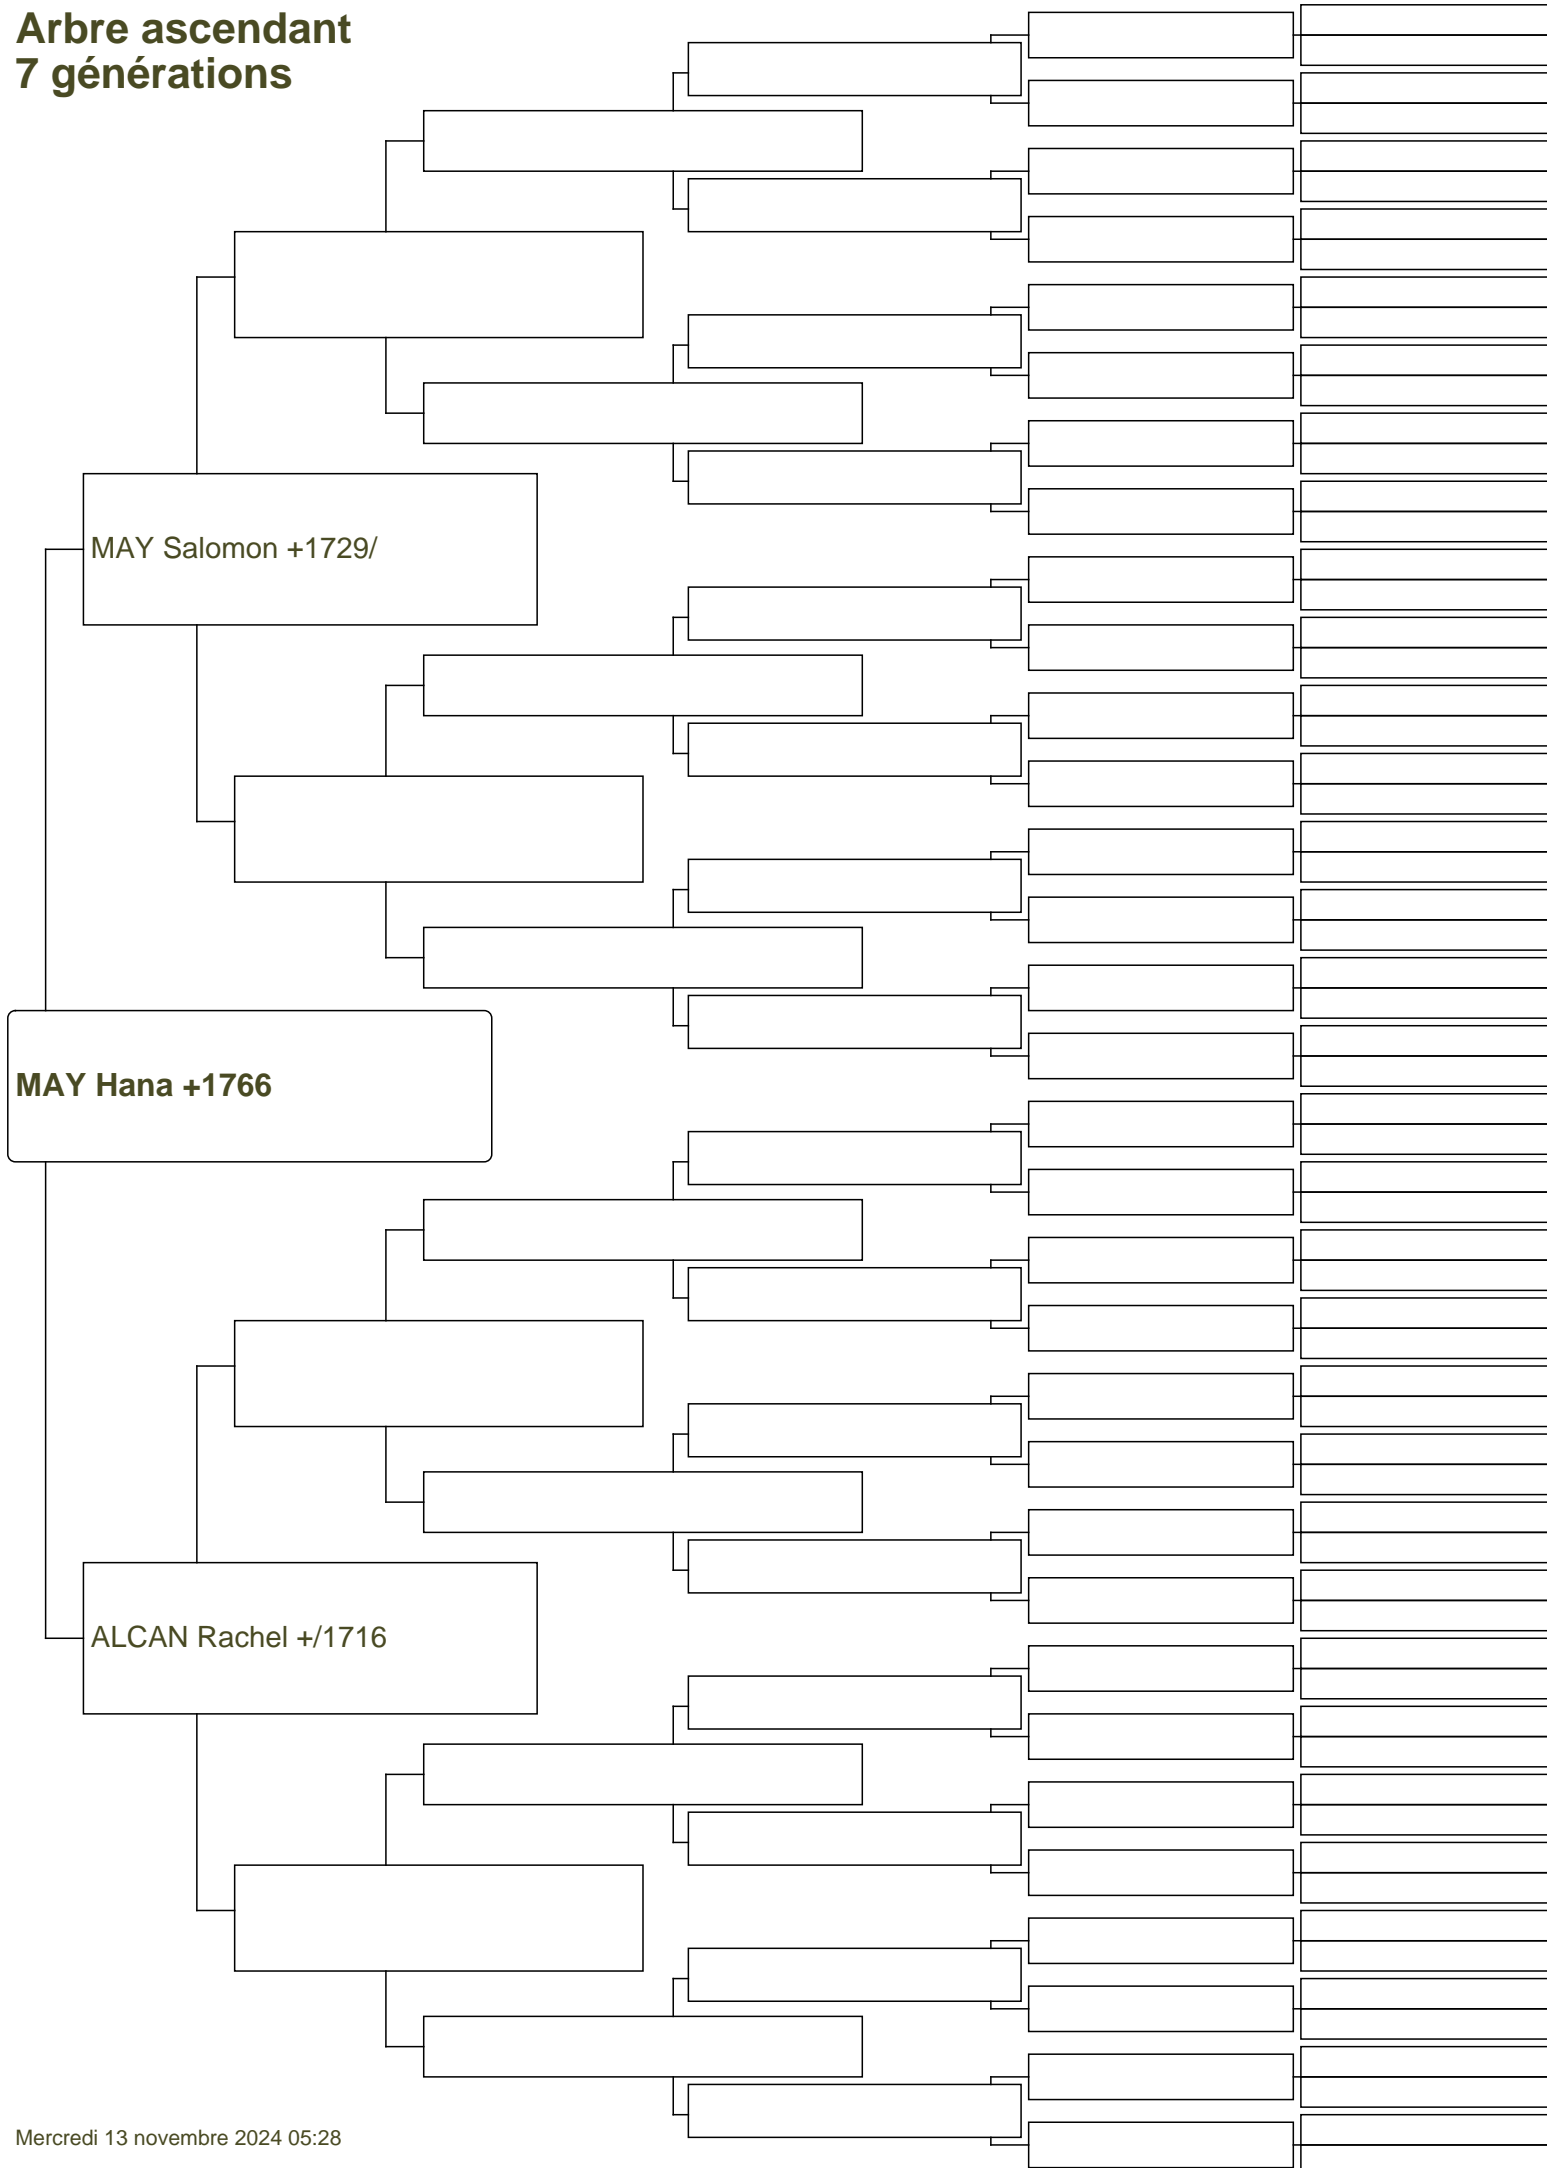 Arbre ascendant
7 générations
MAY Salomon +1729/
MAY Hana +1766
ALCAN Rachel +/1716
Mercredi 13 novembre 2024 05:28